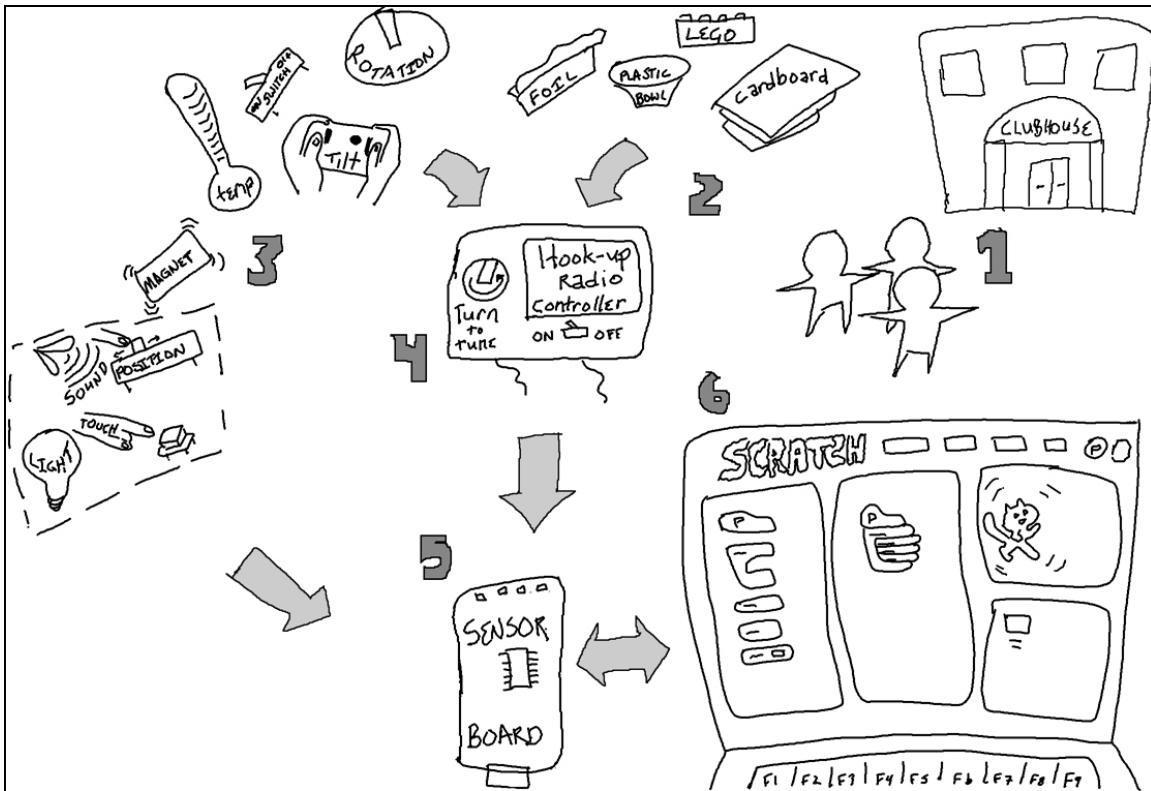 ROTATION
ON SWITCH OFF
temp
Tilt
FOIL
PLASTIC
BOWL
LEGO
Cardboard
CLUBHOUSE
1
2
3
MAGNET
SOUND
POSITION
TOUCH
LIGHT
4
Hook-up
Radio
Controller
Turn
to
tune
ON OFF
5
SENSOR
BOARD
6
SCRATCH
P
P
P
F1 F2 F3 F4 F5 F6 F7 F8 F9